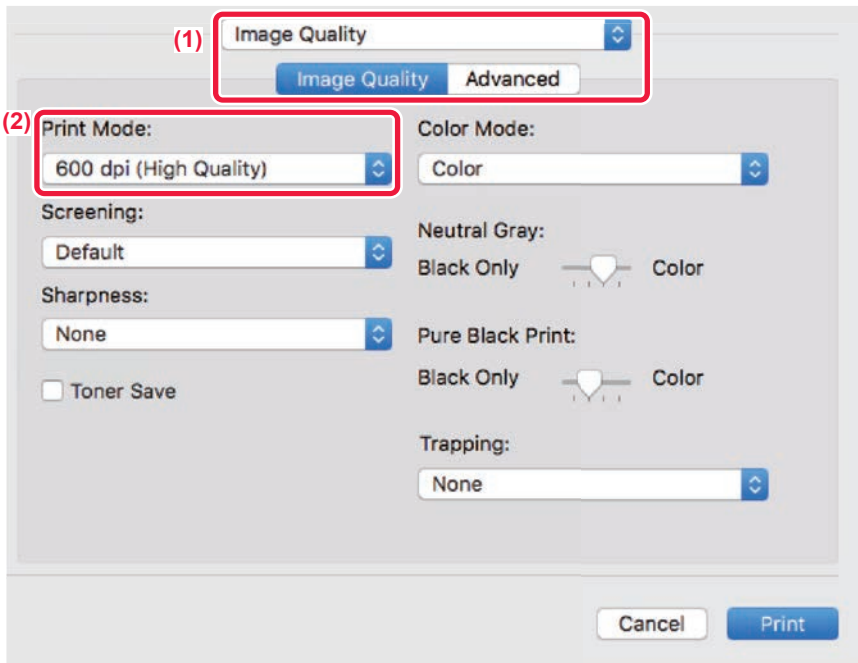 (1)
Image Quality
Image Quality Advanced
(2)
Print Mode:
600 dpi (High Quality)
Screening:
Default
Sharpness:
None
Toner Save
Color Mode:
Color
Neutral Gray:
Black Only Color
Pure Black Print:
Black Only Color
Trapping:
None
Cancel Print